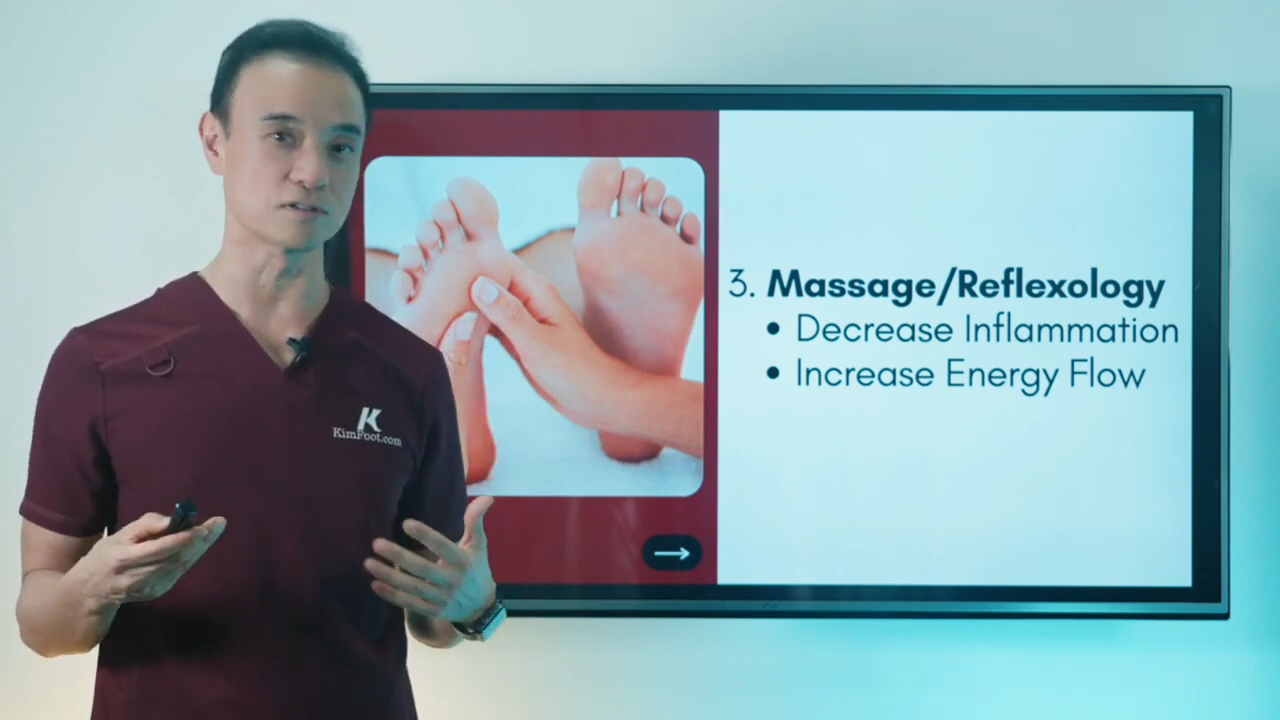 3. Massage/Reflexology
• Decrease Inflammation
• Increase Energy Flow
K
KimFoot.com